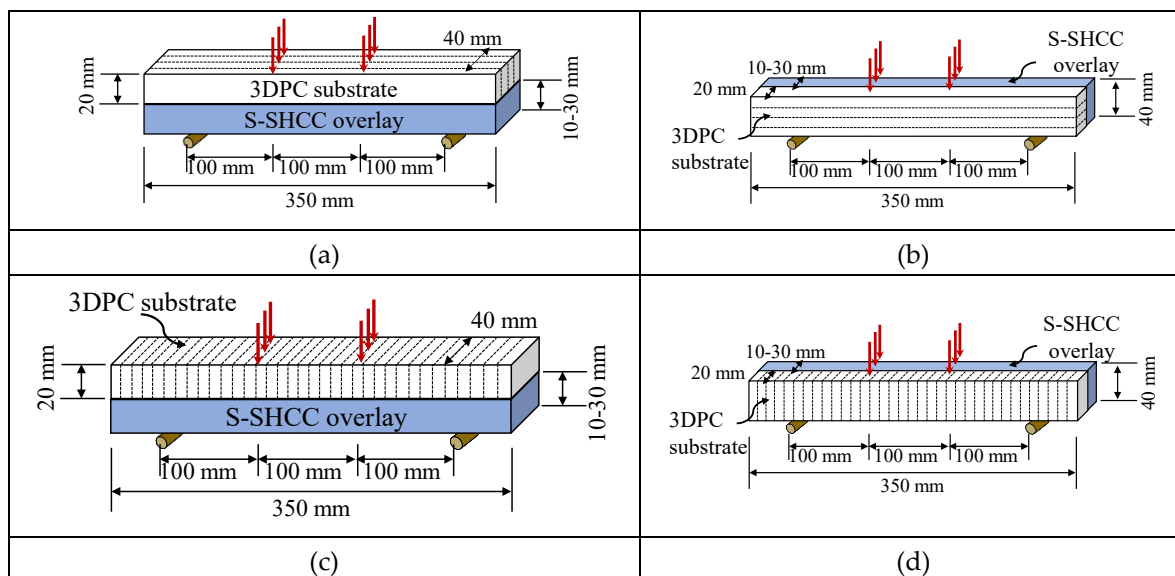 40 mm
20 mm
3DPC substrate
10-30 mm
S-SHCC overlay
100 mm
100 mm
100 mm
350 mm
(a)
S-SHCC
overlay
10-30 mm
20 mm
40 mm
3DPC
substrate
100 mm
100 mm
100 mm
350 mm
(b)
3DPC substrate
40 mm
20 mm
10-30 mm
S-SHCC overlay
100 mm
100 mm
100 mm
350 mm
(c)
S-SHCC
overlay
10-30 mm
20 mm
40 mm
3DPC
substrate
100 mm
100 mm
100 mm
350 mm
(d)